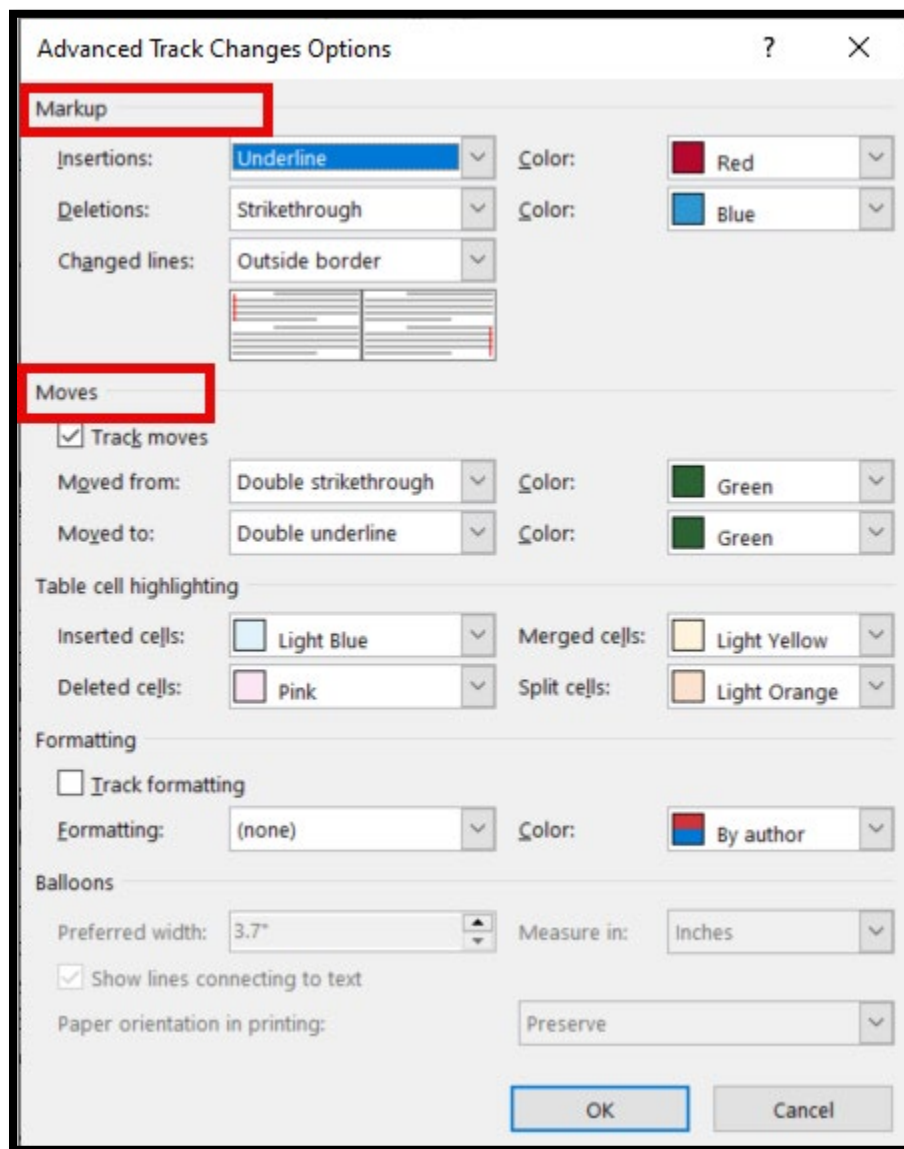 Advanced Track Changes Options ?
Markup
Insertions: Underline Color: Red
Deletions: Strikethrough Color: Blue
Changed lines: Outside border
Moves
Track moves
Moved from: Double strikethrough Color: Green
Moved to: Double underline Color: Green
Table cell highlighting
Inserted cells: Light Blue Merged cells: Light Yellow
Deleted cells: Pink Split cells: Light Orange
Formatting
Track formatting
Formatting: (none) Color: By author
Balloons
Preferred width: 3.7" Measure in: Inches
Show lines connecting to text
Paper orientation in printing: Preserve
OK Cancel